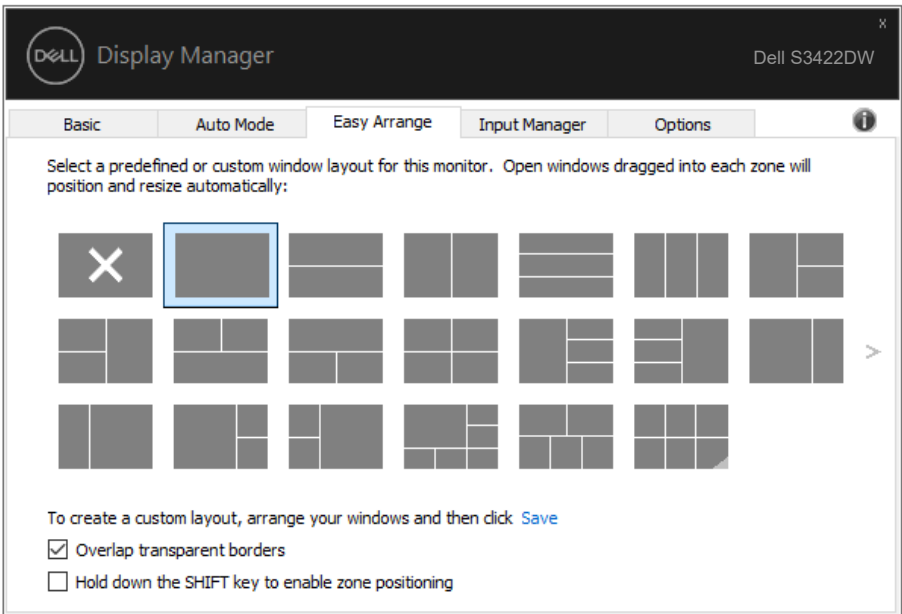 x
DELL Display Manager
Dell S3422DW
Basic Auto Mode Easy Arrange Input Manager Options
Select a predefined or custom window layout for this monitor. Open windows dragged into each zone will
position and resize automatically:
>
To create a custom layout, arrange your windows and then click Save
Overlap transparent borders
Hold down the SHIFT key to enable zone positioning